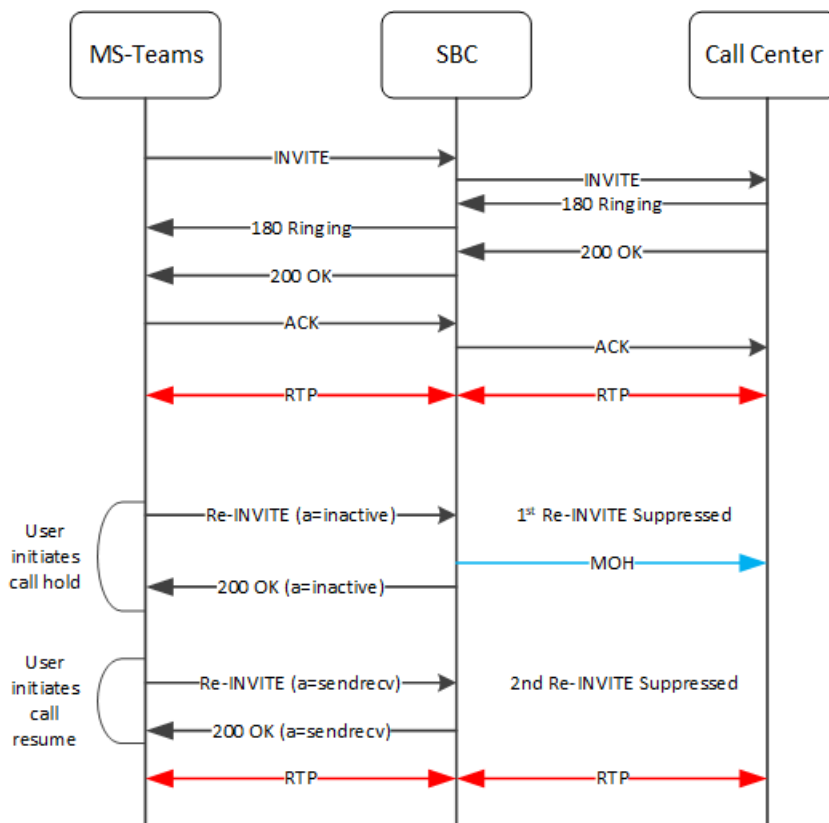 MS-Teams
SBC
Call Center
INVITE
INVITE
180 Ringing
180 Ringing
200 OK
200 OK
ACK
ACK
RTP
RTP
User
initiates
call hold
Re-INVITE (a=inactive)
1st Re-INVITE Suppressed
MOH
200 OK (a=inactive)
User
initiates
call
resume
Re-INVITE (a=sendrecv)
2nd Re-INVITE Suppressed
200 OK (a=sendrecv)
RTP
RTP